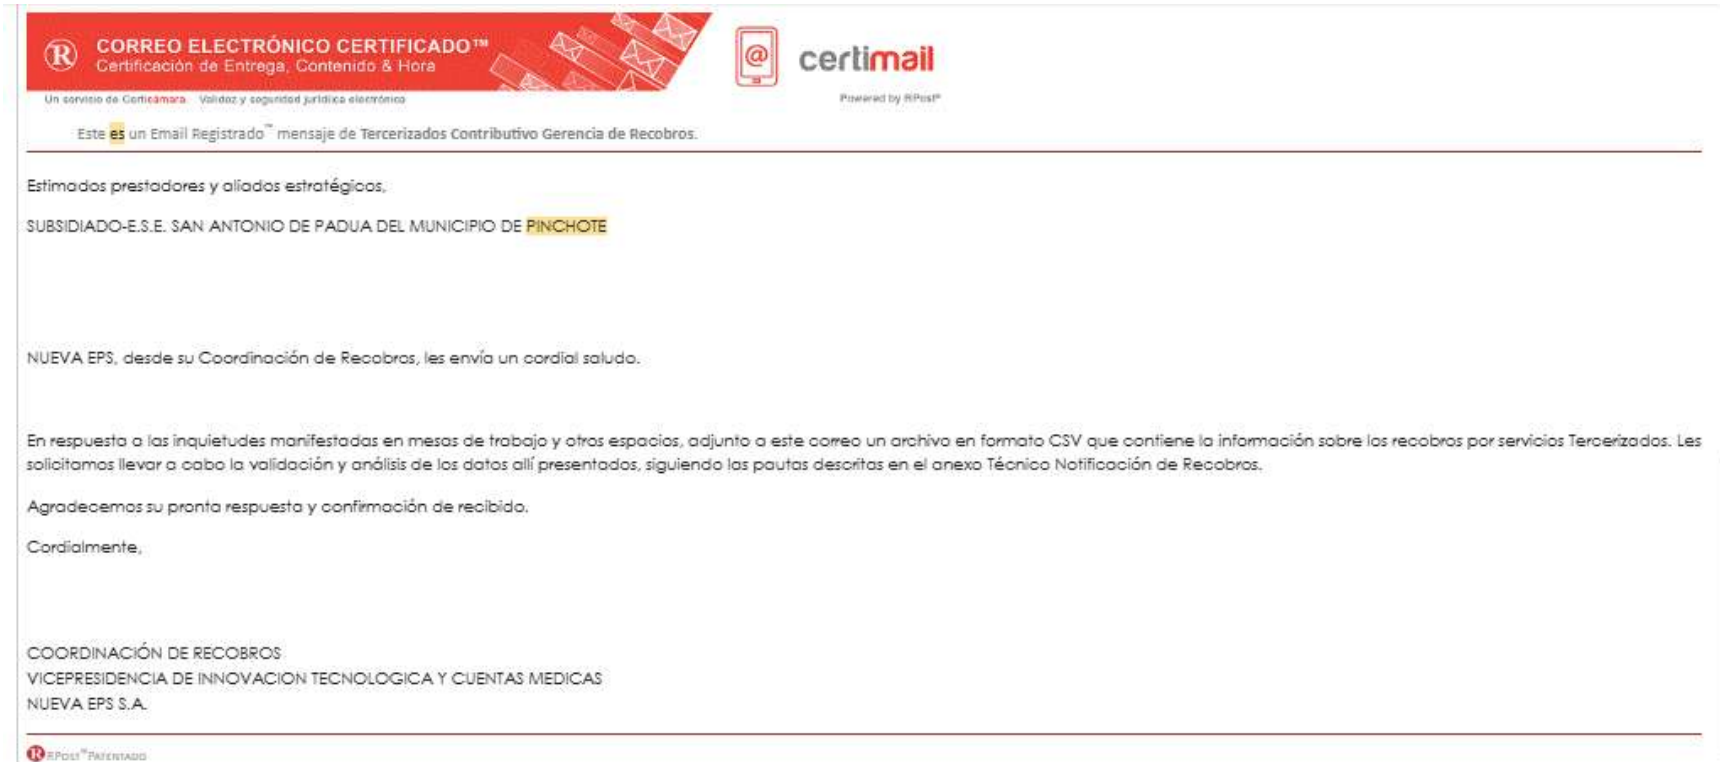 CORREO ELECTRÓNICO CERTIFICADO™
Certificación de Entrega, Contenido & Hora
certimail
Un servicio de Certicámara. Validez y seguridad jurídica electrónica
Powered by RPost®
Este es un Email Registrado™ mensaje de Tercerizados Contributivo Gerencia de Recobros.
Estimados prestadores y aliados estratégicos,
SUBSIDIADO-E.S.E. SAN ANTONIO DE PADUA DEL MUNICIPIO DE PINCHOTE
NUEVA EPS, desde su Coordinación de Recobros, les envía un cordial saludo.
En respuesta a las inquietudes manifestadas en mesas de trabajo y otros espacios, adjunto a este correo un archivo en formato CSV que contiene la información sobre los recobros por servicios Tercerizados. Les
solicitamos llevar a cabo la validación y análisis de los datos allí presentados, siguiendo las pautas descritas en el anexo Técnico Notificación de Recobros.
Agradecemos su pronta respuesta y confirmación de recibido.
Cordialmente,
COORDINACIÓN DE RECOBROS
VICEPRESIDENCIA DE INNOVACION TECNOLOGICA Y CUENTAS MEDICAS
NUEVA EPS S.A.
RPOST® PATENTADO